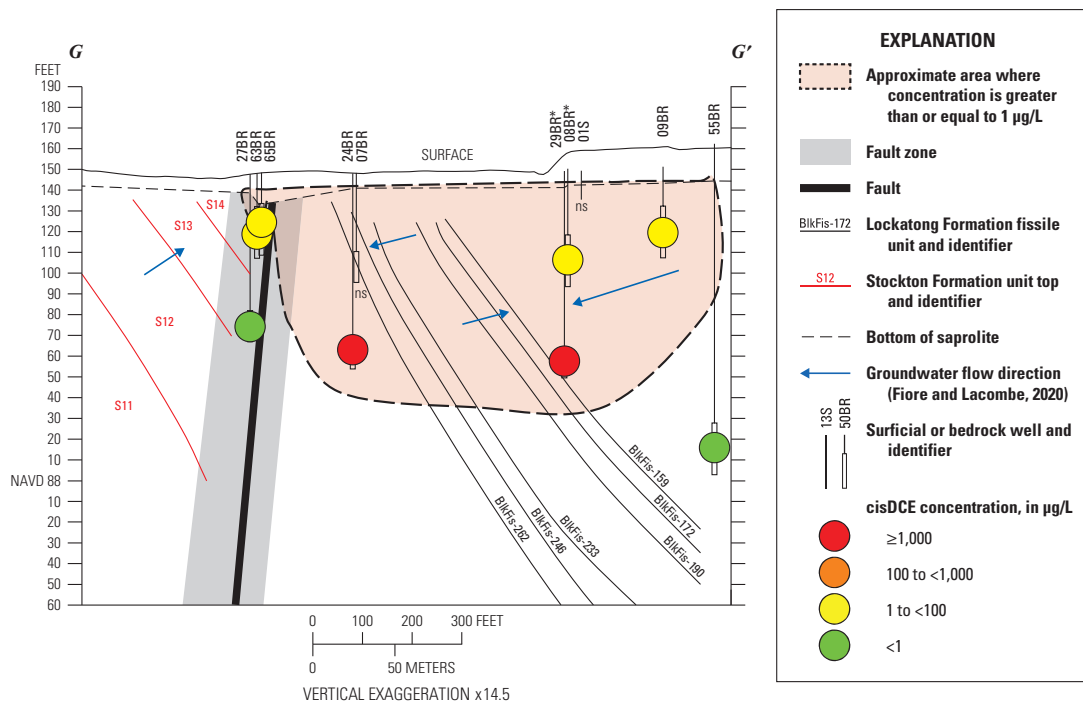 G
G′
FEET
190
180
170
160
150
140
130
120
110
100
90
80
70
60
50
40
30
20
10
NAVD 88
10
20
30
40
50
60
27BR
63BR
65BR
24BR
07BR
SURFACE
29BR*
08BR*
01S
09BR
55BR
ns
ns
S14
S13
S12
S11
BlkFis-262
BlkFis-246
BlkFis-233
BlkFis-159
BlkFis-172
BlkFis-190
0 100 200 300 FEET
0 50 METERS
VERTICAL EXAGGERATION x14.5
EXPLANATION
Approximate area where
concentration is greater
than or equal to 1 µg/L
Fault zone
Fault
BlkFis-172
Lockatong Formation fissile
unit and identifier
S12
Stockton Formation unit top
and identifier
Bottom of saprolite
Groundwater flow direction
(Fiore and Lacombe, 2020)
13S
50BR
Surficial or bedrock well and
identifier
cisDCE concentration, in µg/L
≥1,000
100 to <1,000
1 to <100
<1